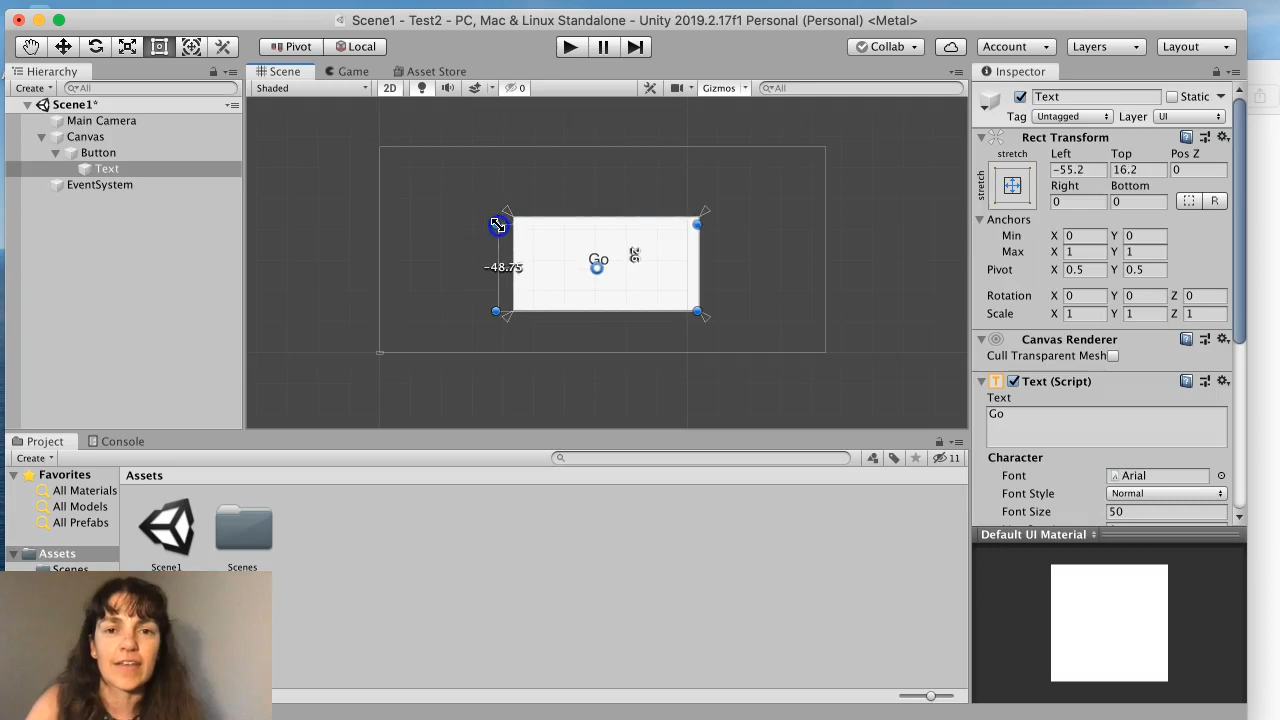 Scene1 - Test2 - PC, Mac & Linux Standalone - Unity 2019.2.17f1 Personal (Personal) <Metal>
Pivot Local Collab Account Layers Layout
Hierarchy Scene Game Asset Store Inspector
Create All Shaded 2D 0 Gizmos All
Text Static
Tag Untagged Layer UI
Scene1*
Main Camera
Canvas
Button
Text
EventSystem
Go
-48.75
Rect Transform
stretch Left Top Pos Z
stretch -55.2 16.2 0
Right Bottom
0 0 R
Anchors
Min X 0 Y 0
Max X 1 Y 1
Pivot X 0.5 Y 0.5
Rotation X 0 Y 0 Z 0
Scale X 1 Y 1 Z 1
Canvas Renderer
Cull Transparent Mesh
Text (Script)
Text
Go
Character
Font Arial
Font Style Normal
Font Size 50
Default UI Material
Project Console
Create 11
Favorites
All Materials
All Models
All Prefabs
Assets
Scenes
Assets
Scene1 Scenes